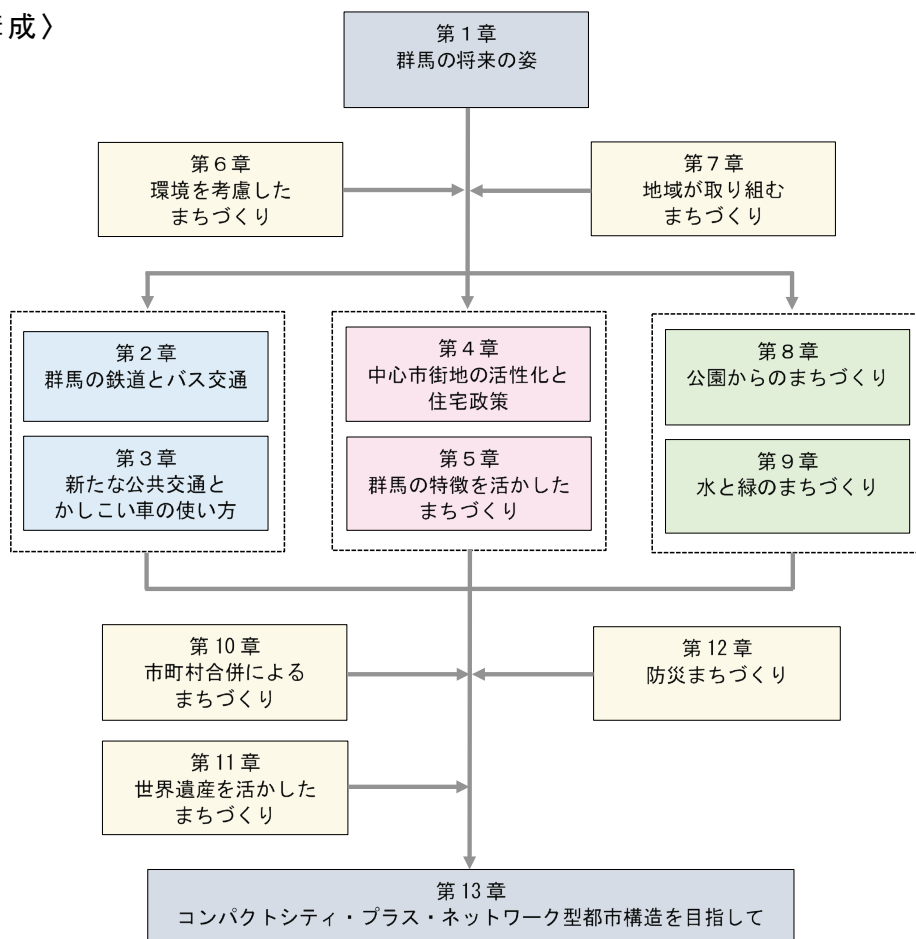 成〉
第１章
群馬の将来の姿
第６章
環境を考慮した
まちづくり
第７章
地域が取り組む
まちづくり
第２章
群馬の鉄道とバス交通
第３章
新たな公共交通と
かしこい車の使い方
第４章
中心市街地の活性化と
住宅政策
第５章
群馬の特徴を活かした
まちづくり
第８章
公園からのまちづくり
第９章
水と緑のまちづくり
第 10 章
市町村合併による
まちづくり
第 12 章
防災まちづくり
第 11 章
世界遺産を活かした
まちづくり
第 13 章
コンパクトシティ・プラス・ネットワーク型都市構造を目指して